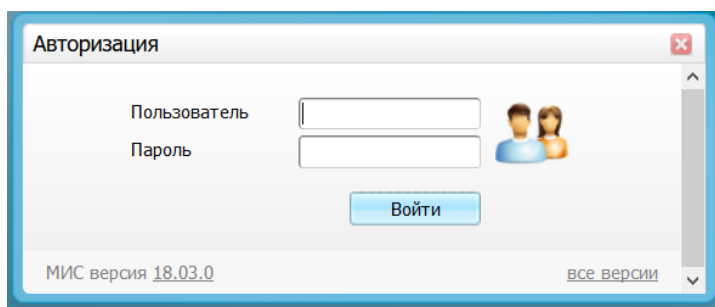 Авторизация
Пользователь
Пароль
Войти
МИС версия 18.03.0 все версии